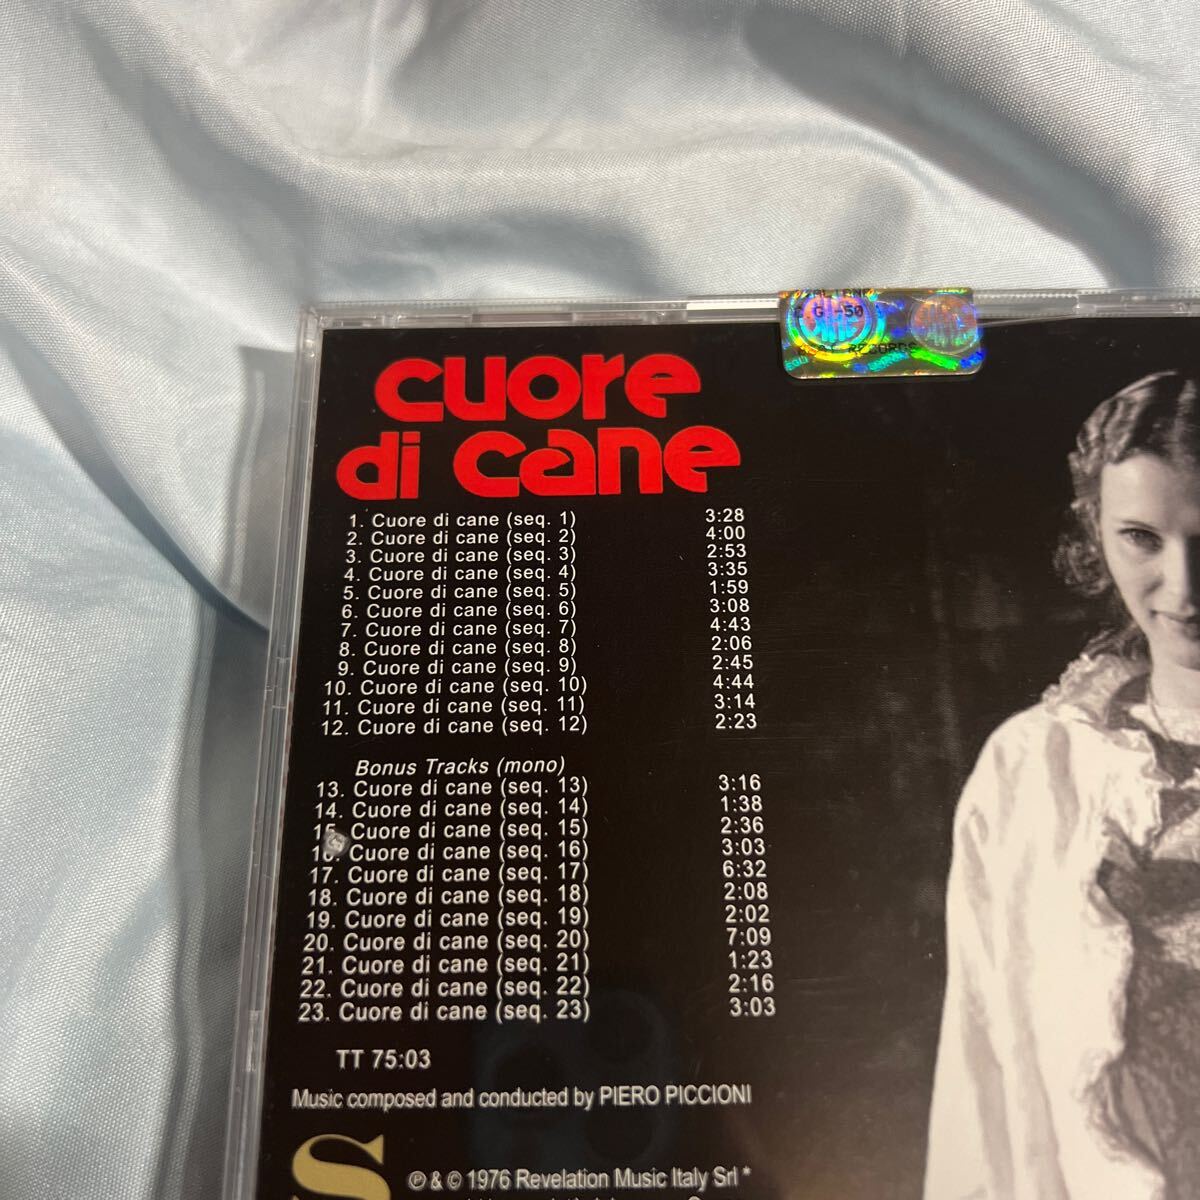 C.G.-50
RECORDS
cuore
di cane
1. Cuore di cane (seq. 1) 3:28
2. Cuore di cane (seq. 2) 4:00
3. Cuore di cane (seq. 3) 2:53
4. Cuore di cane (seq. 4) 3:35
5. Cuore di cane (seq. 5) 1:59
6. Cuore di cane (seq. 6) 3:08
7. Cuore di cane (seq. 7) 4:43
8. Cuore di cane (seq. 8) 2:06
9. Cuore di cane (seq. 9) 2:45
10. Cuore di cane (seq. 10) 4:44
11. Cuore di cane (seq. 11) 3:14
12. Cuore di cane (seq. 12) 2:23
Bonus Tracks (mono)
13. Cuore di cane (seq. 13) 3:16
14. Cuore di cane (seq. 14) 1:38
15. Cuore di cane (seq. 15) 2:36
16. Cuore di cane (seq. 16) 3:03
17. Cuore di cane (seq. 17) 6:32
18. Cuore di cane (seq. 18) 2:08
19. Cuore di cane (seq. 19) 2:02
20. Cuore di cane (seq. 20) 7:09
21. Cuore di cane (seq. 21) 1:23
22. Cuore di cane (seq. 22) 2:16
23. Cuore di cane (seq. 23) 3:03
TT 75:03
Music composed and conducted by PIERO PICCIONI
S
℗ & © 1976 Revelation Music Italy Srl *